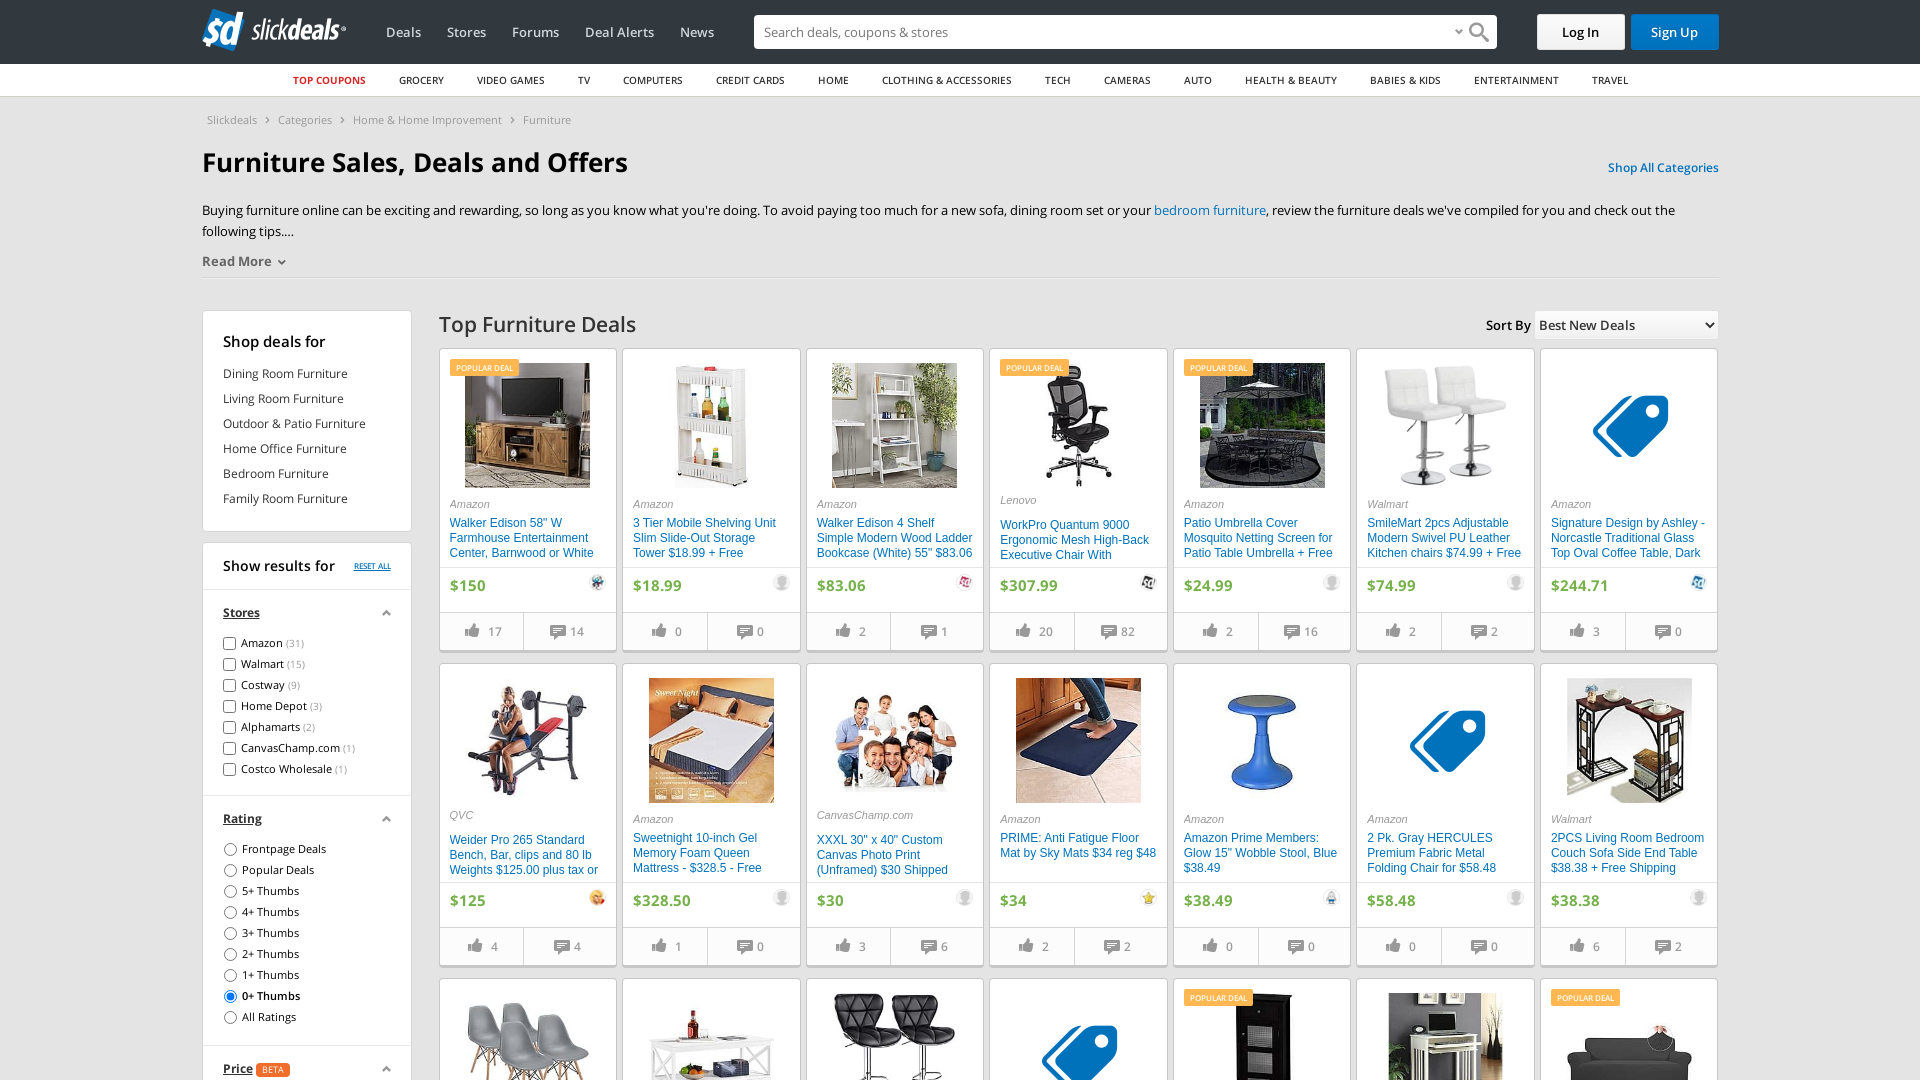 slickdeals
Deals
Stores
Forums
Deal Alerts
News
Search deals, coupons & stores
Log In
Sign Up
TOP COUPONS
GROCERY
VIDEO GAMES
TV
COMPUTERS
CREDIT CARDS
HOME
CLOTHING & ACCESSORIES
TECH
CAMERAS
AUTO
HEALTH & BEAUTY
BABIES & KIDS
ENTERTAINMENT
TRAVEL
Slickdeals > Categories > Home & Home Improvement > Furniture
Furniture Sales, Deals and Offers
Shop All Categories
Buying furniture online can be exciting and rewarding, so long as you know what you're doing. To avoid paying too much for a new sofa, dining room set or your bedroom furniture, review the furniture deals we've compiled for you and check out the
following tips....
Read More
Shop deals for
Dining Room Furniture
Living Room Furniture
Outdoor & Patio Furniture
Home Office Furniture
Bedroom Furniture
Family Room Furniture
Show results for
RESET ALL
Stores
Amazon (31)
Walmart (15)
Costway (9)
Home Depot (3)
Alphamarts (2)
CanvasChamp.com (1)
Costco Wholesale (1)
Rating
Frontpage Deals
Popular Deals
5+ Thumbs
4+ Thumbs
3+ Thumbs
2+ Thumbs
1+ Thumbs
0+ Thumbs
All Ratings
Price BETA
Top Furniture Deals
Sort By Best New Deals
POPULAR DEAL
Amazon
Walker Edison 58" W
Farmhouse Entertainment
Center, Barnwood or White
$150
17
14
Amazon
3 Tier Mobile Shelving Unit
Slim Slide-Out Storage
Tower $18.99 + Free
$18.99
0
0
Amazon
Walker Edison 4 Shelf
Simple Modern Wood Ladder
Bookcase (White) 55" $83.06
$83.06
2
1
POPULAR DEAL
Lenovo
WorkPro Quantum 9000
Ergonomic Mesh High-Back
Executive Chair With
$307.99
20
82
POPULAR DEAL
Amazon
Patio Umbrella Cover
Mosquito Netting Screen for
Patio Table Umbrella + Free
$24.99
2
16
Walmart
SmileMart 2pcs Adjustable
Modern Swivel PU Leather
Kitchen chairs $74.99 + Free
$74.99
2
2
Amazon
Signature Design by Ashley -
Norcastle Traditional Glass
Top Oval Coffee Table, Dark
$244.71
3
0
QVC
Weider Pro 265 Standard
Bench, Bar, clips and 80 lb
Weights $125.00 plus tax or
$125
4
4
Sweet Night
Amazon
Sweetnight 10-inch Gel
Memory Foam Queen
Mattress - $328.5 - Free
$328.50
1
0
CanvasChamp.com
XXXL 30" x 40" Custom
Canvas Photo Print
(Unframed) $30 Shipped
$30
3
6
Amazon
PRIME: Anti Fatigue Floor
Mat by Sky Mats $34 reg $48
$34
2
2
Amazon
Amazon Prime Members:
Glow 15" Wobble Stool, Blue
$38.49
$38.49
0
0
Amazon
2 Pk. Gray HERCULES
Premium Fabric Metal
Folding Chair for $58.48
$58.48
0
0
Walmart
2PCS Living Room Bedroom
Couch Sofa Side End Table
$38.38 + Free Shipping
$38.38
6
2
POPULAR DEAL
POPULAR DEAL